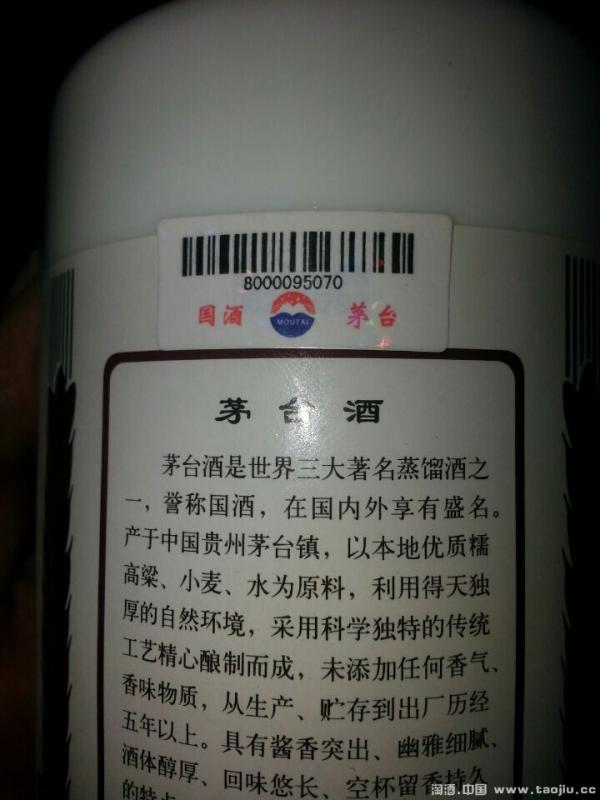 8000095070
国酒 MOUTAI 茅台
茅台酒
茅台酒是世界三大著名蒸馏酒之
一，誉称国酒，在国内外享有盛名。
产于中国贵州茅台镇，以本地优质糯
高粱、小麦、水为原料，利用得天独
厚的自然环境，采用科学独特的传统
工艺精心酿制而成，未添加任何香气、
香味物质，从生产、贮存到出厂历经
五年以上。具有酱香突出、幽雅细腻、
酒体醇厚、回味悠长、空杯留香持久
的特点
淘酒.中国 www.taojiu.cc